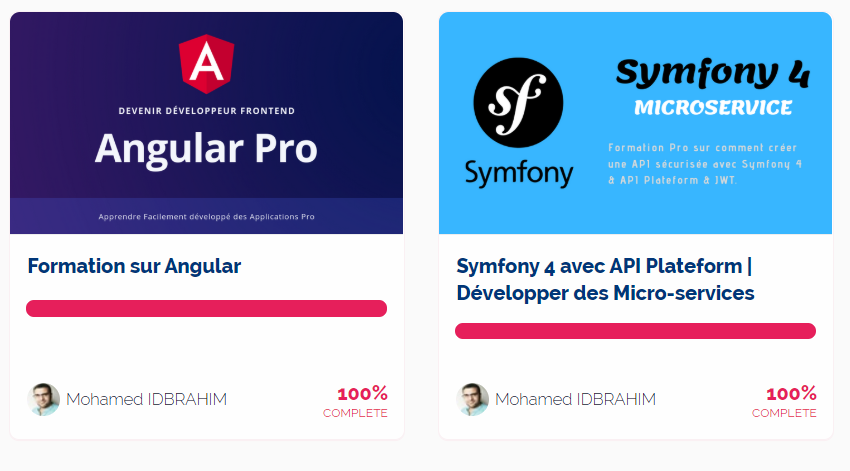 A
DEVENIR DÉVELOPPEUR FRONTEND
Angular Pro
Apprendre Facilement développé des Applications Pro
Formation sur Angular
Mohamed IDBRAHIM
100%
COMPLETE
sf
Symfony
Symfony 4
MICROSERVICE
Formation Pro sur comment créer
une API sécurisée avec Symfony 4
& API Plateform & JWT.
Symfony 4 avec API Plateform |
Développer des Micro-services
Mohamed IDBRAHIM
100%
COMPLETE